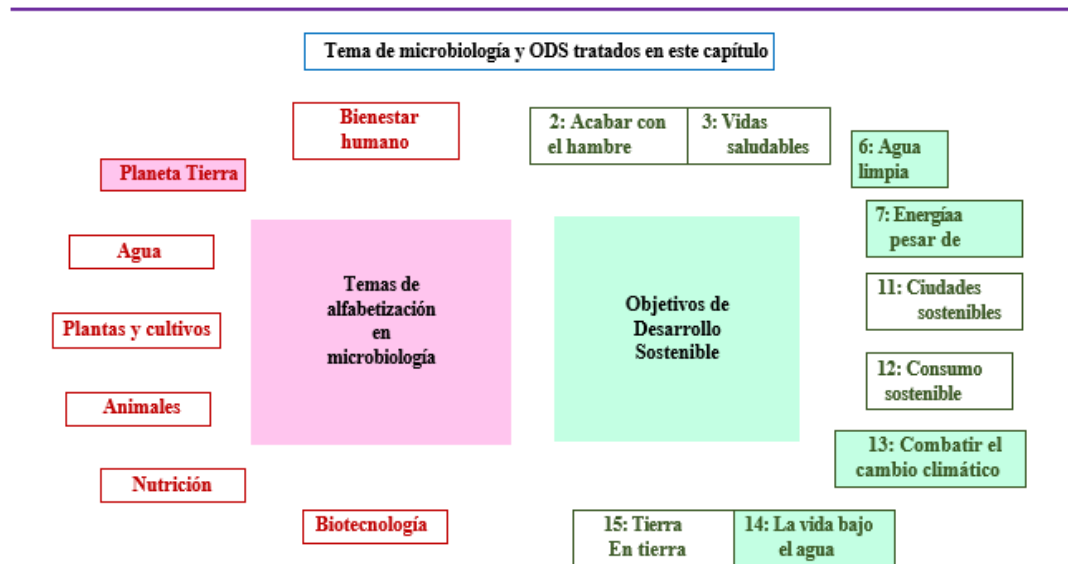 Tema de microbiología y ODS tratados en este capítulo
Bienestar
humano
2: Acabar con
el hambre
3: Vidas
saludables
6: Agua
limpia
Planeta Tierra
7: Energíaa
pesar de
Agua
11: Ciudades
sostenibles
Temas de
alfabetización
en
microbiología
Objetivos de
Desarrollo
Sostenible
Plantas y cultivos
12: Consumo
sostenible
Animales
13: Combatir el
cambio climático
Nutrición
Biotecnología
15: Tierra
En tierra
14: La vida bajo
el agua